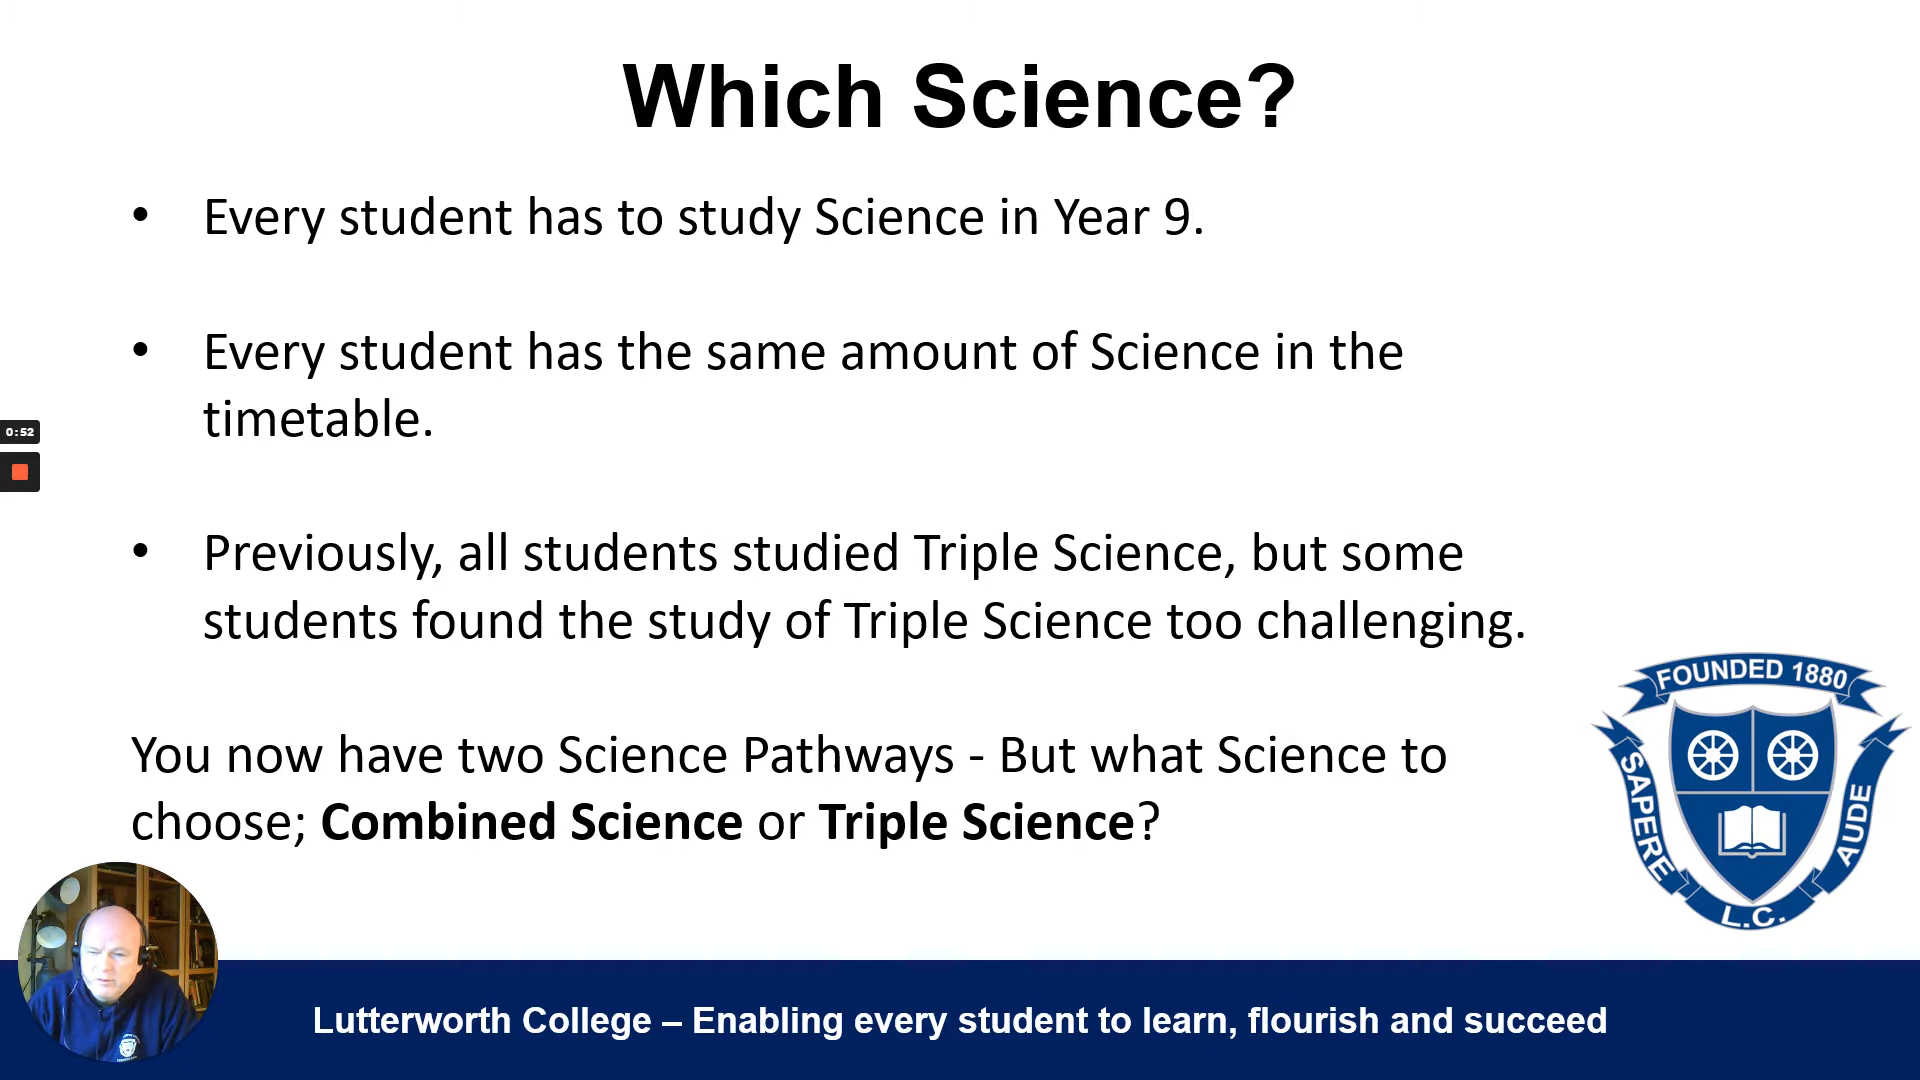 Which Science?
• Every student has to study Science in Year 9.
• Every student has the same amount of Science in the
timetable.
0:52
• Previously, all students studied Triple Science, but some
students found the study of Triple Science too challenging.
You now have two Science Pathways - But what Science to
choose; Combined Science or Triple Science?
FOUNDED 1880
SAPERE
AUDE
L.C.
Lutterworth College – Enabling every student to learn, flourish and succeed